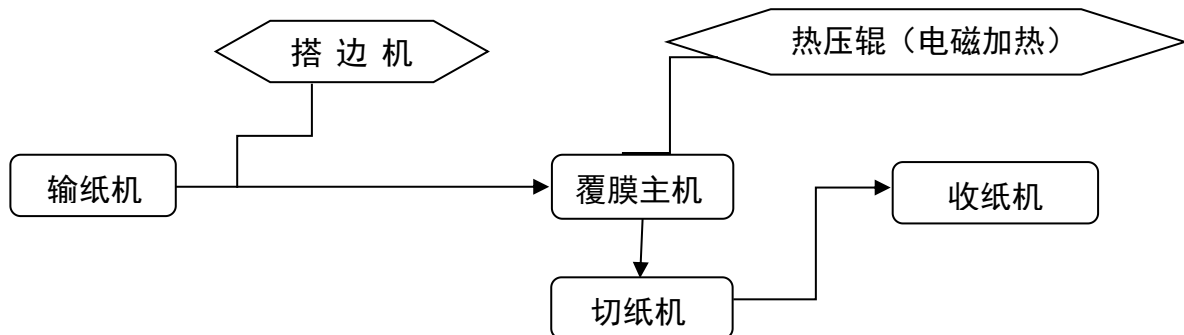 搭 边 机
热压辊（电磁加热）
输纸机
覆膜主机
收纸机
切纸机